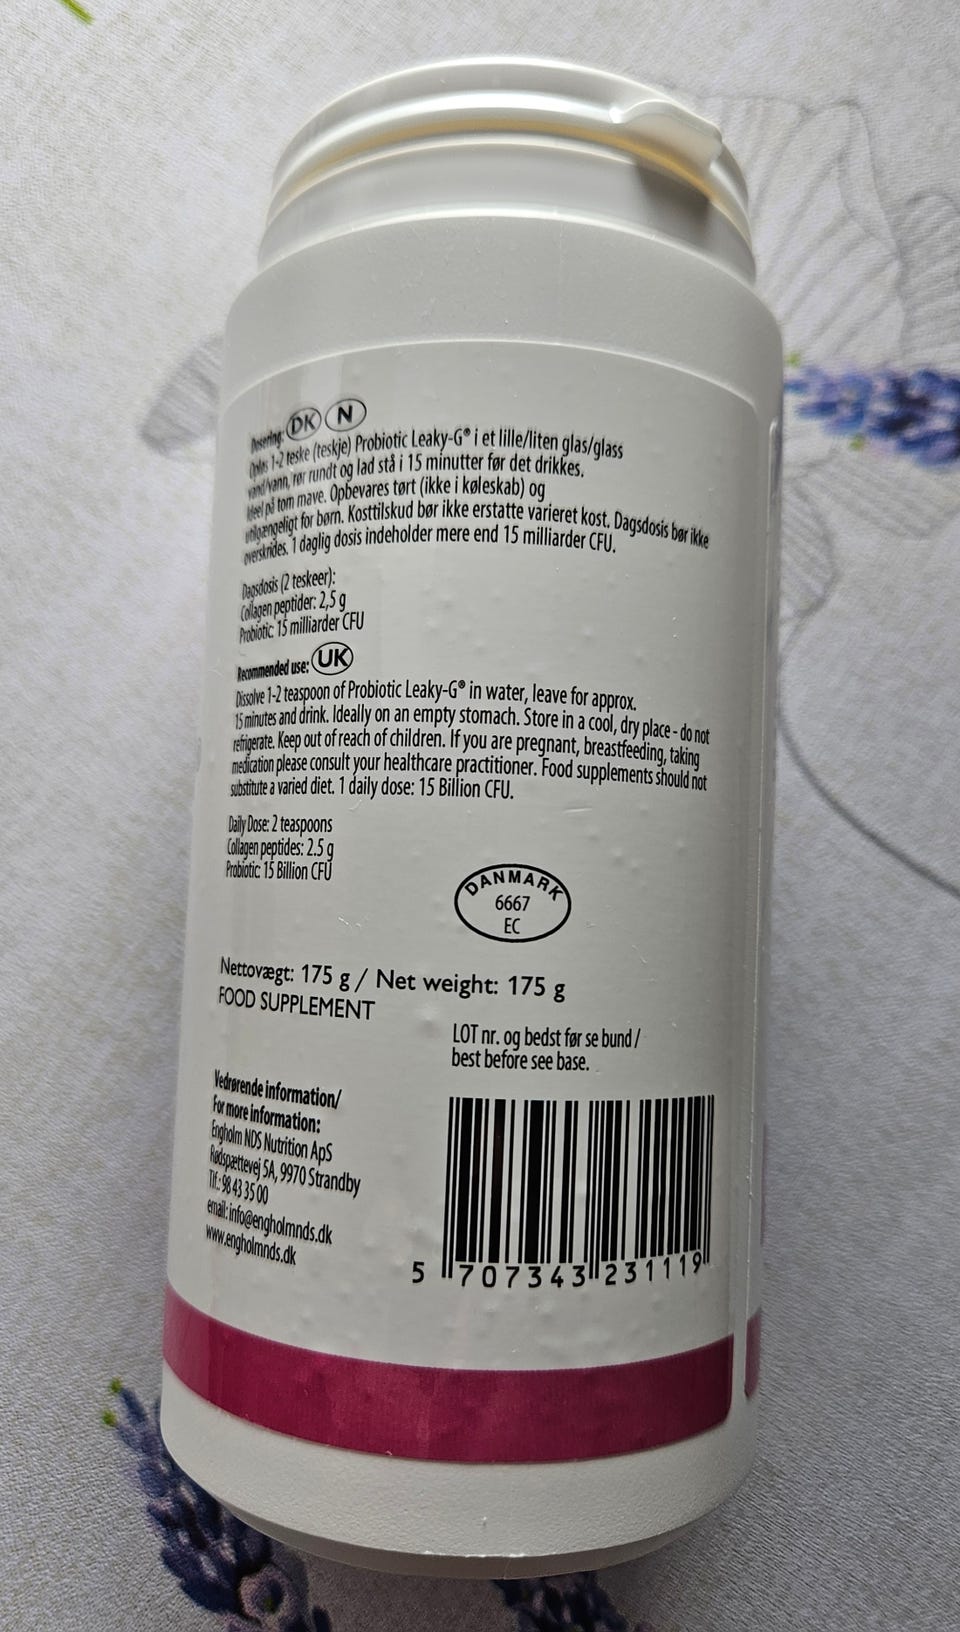 Dosering: DK N
Opløs 1-2 teske (teskje) Probiotic Leaky-G® i et lille/liten glas/glass
vand/vann, rør rundt og lad stå i 15 minutter før det drikkes.
Ideel på tom mave. Opbevares tørt (ikke i køleskab) og
utilgængeligt for børn. Kosttilskud bør ikke erstatte varieret kost. Dagsdosis bør ikke
overskrides. 1 daglig dosis indeholder mere end 15 milliarder CFU.
Dagsdosis (2 teskeer):
Collagen peptider: 2,5 g
Probiotic: 15 milliarder CFU
Recommended use: UK
Dissolve 1-2 teaspoon of Probiotic Leaky-G® in water, leave for approx.
15 minutes and drink. Ideally on an empty stomach. Store in a cool, dry place - do not
refrigerate. Keep out of reach of children. If you are pregnant, breastfeeding, taking
medication please consult your healthcare practitioner. Food supplements should not
substitute a varied diet. 1 daily dose: 15 Billion CFU.
Daily Dose: 2 teaspoons
Collagen peptides: 2.5 g
Probiotic: 15 Billion CFU
DANMARK
6667
EC
Nettovægt: 175 g / Net weight: 175 g
FOOD SUPPLEMENT
LOT nr. og bedst før se bund /
best before see base.
Vedrørende information/
For more information:
Engholm NDS Nutrition ApS
Rødspættevej 5A, 9970 Strandby
Tlf.: 98 43 35 00
email: info@engholmnds.dk
www.engholmnds.dk
5 707343 231119